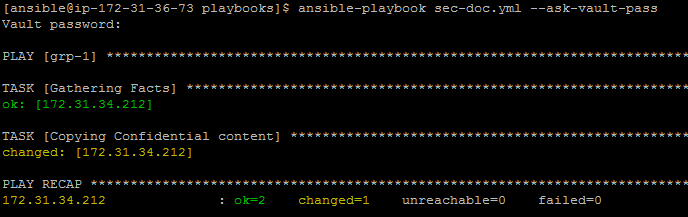 [ansible@ip-172-31-36-73 playbooks]$ ansible-playbook sec-doc.yml --ask-vault-pass
Vault password:
PLAY [grp-1] *************************************************************************
TASK [Gathering Facts] ***************************************************************
ok: [172.31.34.212]
TASK [Copying Confidential content] **************************************************
changed: [172.31.34.212]
PLAY RECAP ***************************************************************************
172.31.34.212 : ok=2 changed=1 unreachable=0 failed=0